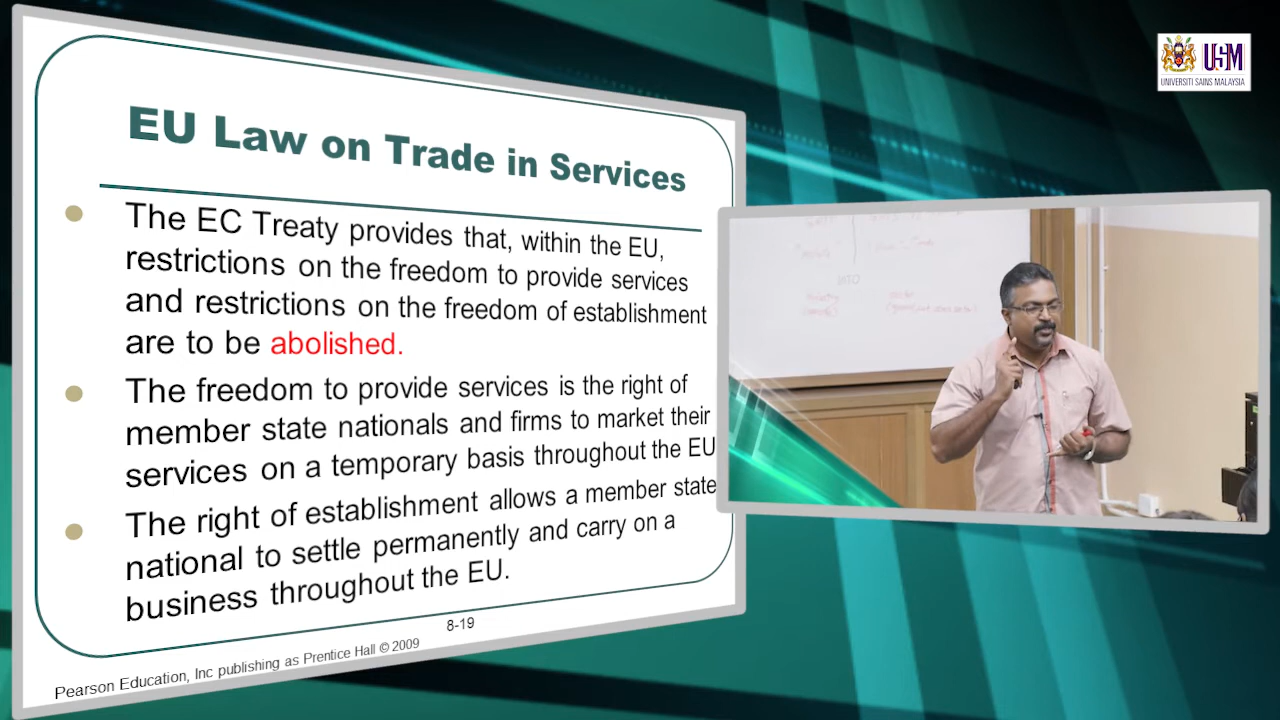 EU Law on Trade in Services
The EC Treaty provides that, within the EU,
restrictions on the freedom to provide services
and restrictions on the freedom of establishment
are to be abolished.
The freedom to provide services is the right of
member state nationals and firms to market their
services on a temporary basis throughout the EU
The right of establishment allows a member state
national to settle permanently and carry on a
business throughout the EU.
8-19
Pearson Education, Inc publishing as Prentice Hall © 2009
USM
UNIVERSITI SAINS MALAYSIA